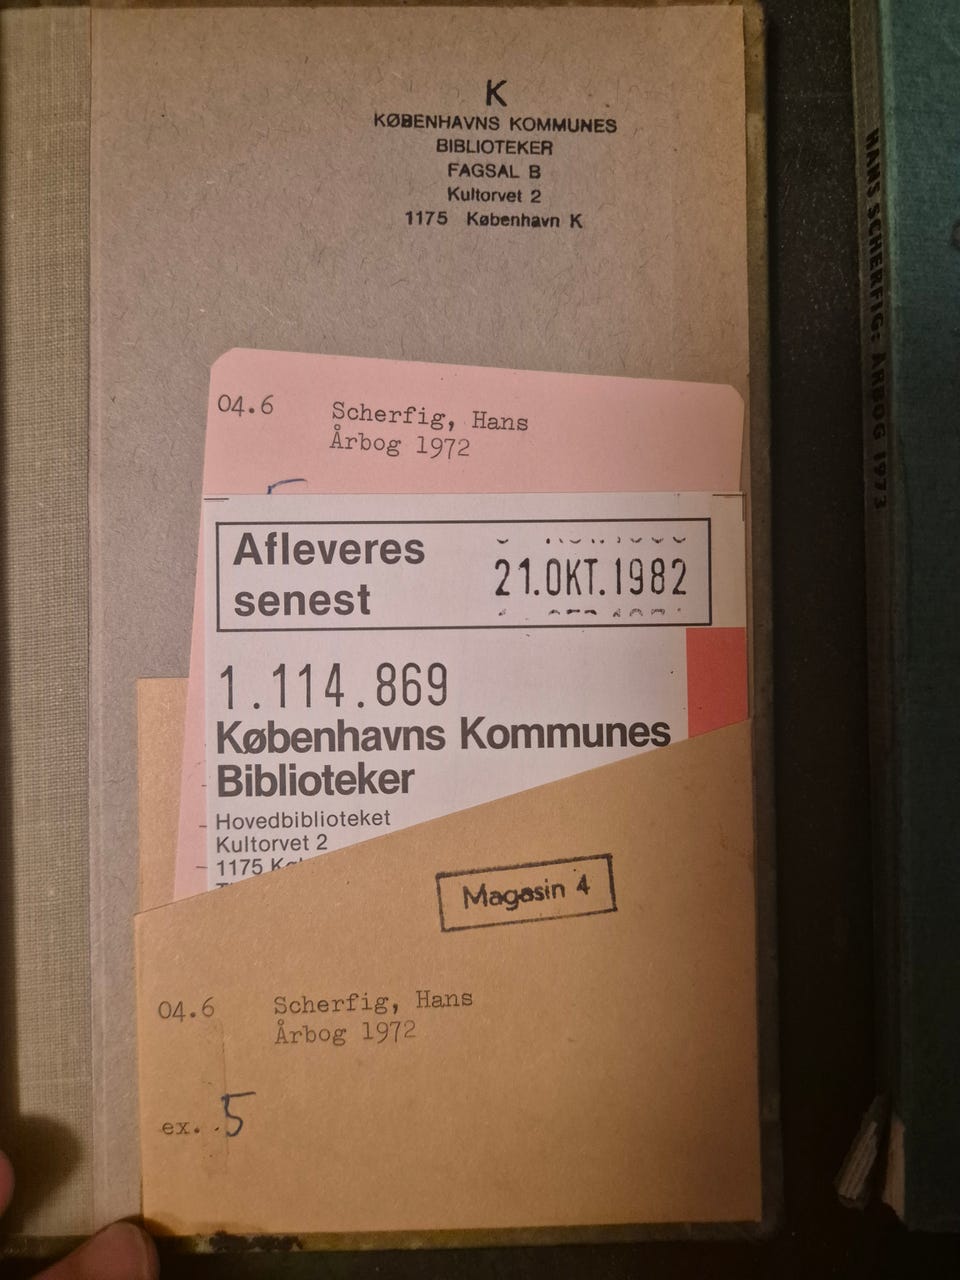 K
KØBENHAVNS KOMMUNES
BIBLIOTEKER
FAGSAL B
Kultorvet 2
1175 København K
04.6 Scherfig, Hans
Årbog 1972
Afleveres
senest
21.OKT.1982
1.114.869
Københavns Kommunes
Biblioteker
Hovedbiblioteket
Kultorvet 2
1175
Magasin 4
04.6 Scherfig, Hans
Årbog 1972
ex. 5
HANS SCHERFIG: ÅRBOG 1973